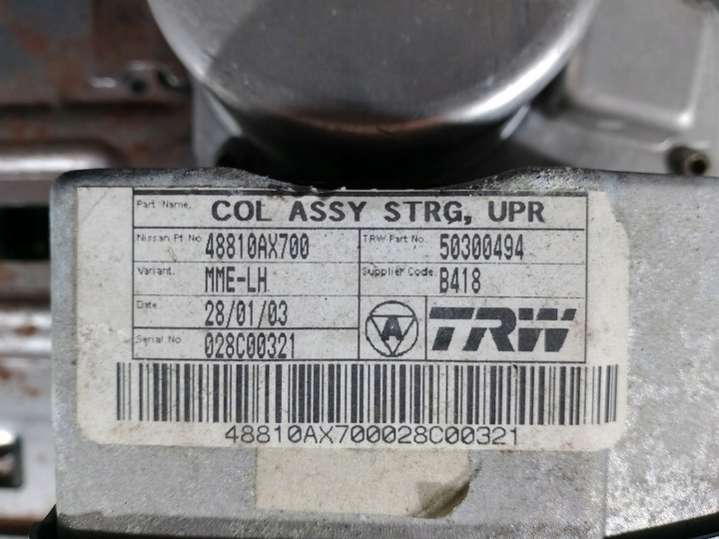 Part Name. COL ASSY STRG, UPR
Nissan Pt No 48810AX700 TRW Part No. 50300494
Variant. MME-LH Supplier Code B418
Date 28/01/03
Serial No 028C00321
A TRW
48810AX700028C00321